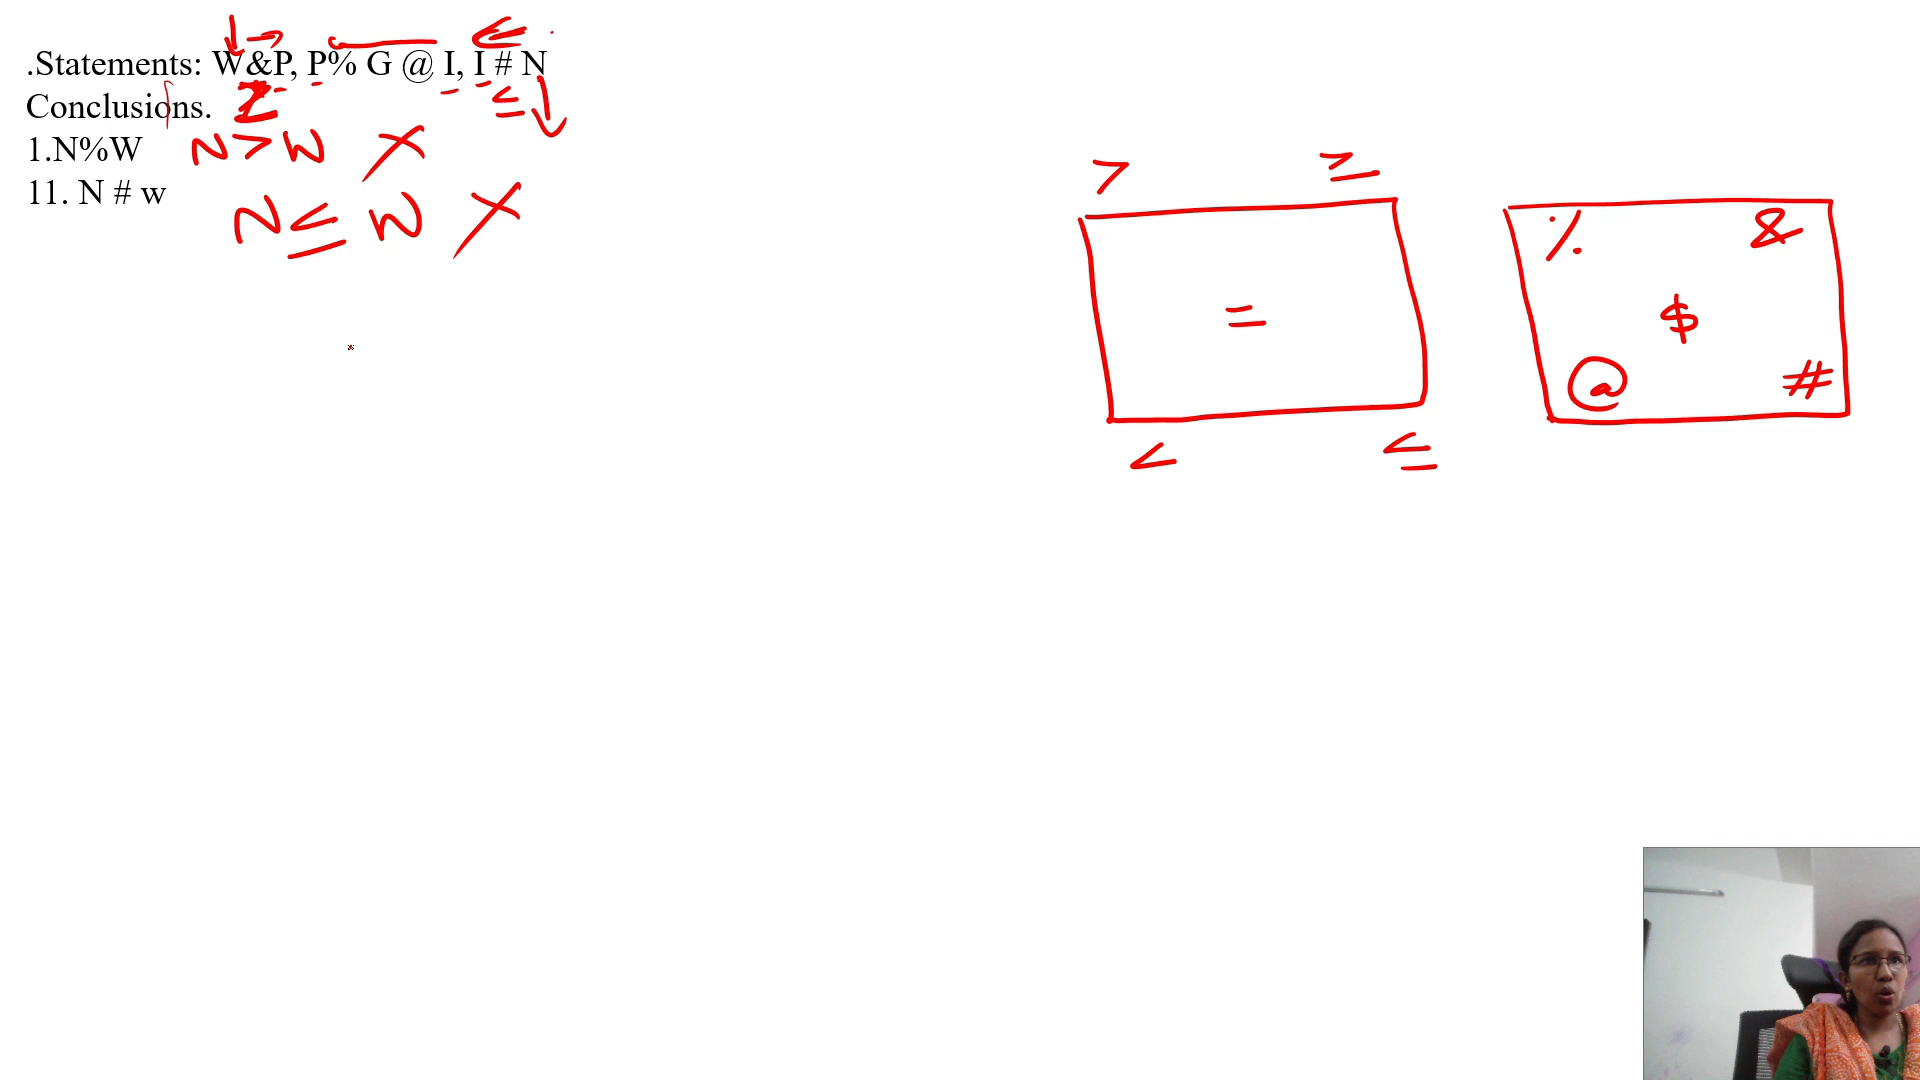 .Statements: W&P, P% G @ I, I # N
≤
Conclusions. ≥
1.N%W N > W X
11. N # w N ≤ W X
> ≥
=
< ≤
% &
$
@ #